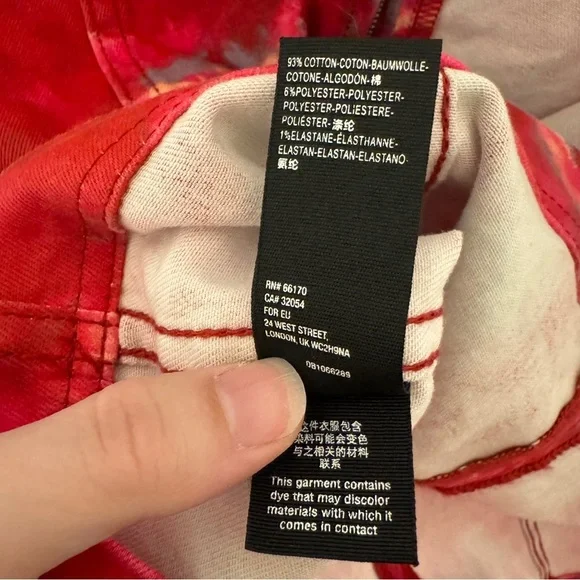 93% COTTON-COTON-BAUMWOLLE-
COTONE-ALGODÓN-棉
6%POLYESTER-POLYESTER-
POLYESTER-POLIESTERE-
POLIÉSTER-涤纶
1%ELASTANE-ÉLASTHANNE-
ELASTAN-ELASTAN-ELASTANO-
氨纶
RN# 66170
CA# 32054
FOR EU
24 WEST STREET,
LONDON, UK WC2H9NA
081066289
这件衣服包含
染料可能会变色
与之相关的材料
联系
This garment contains
dye that may discolor
materials with which it
comes in contact